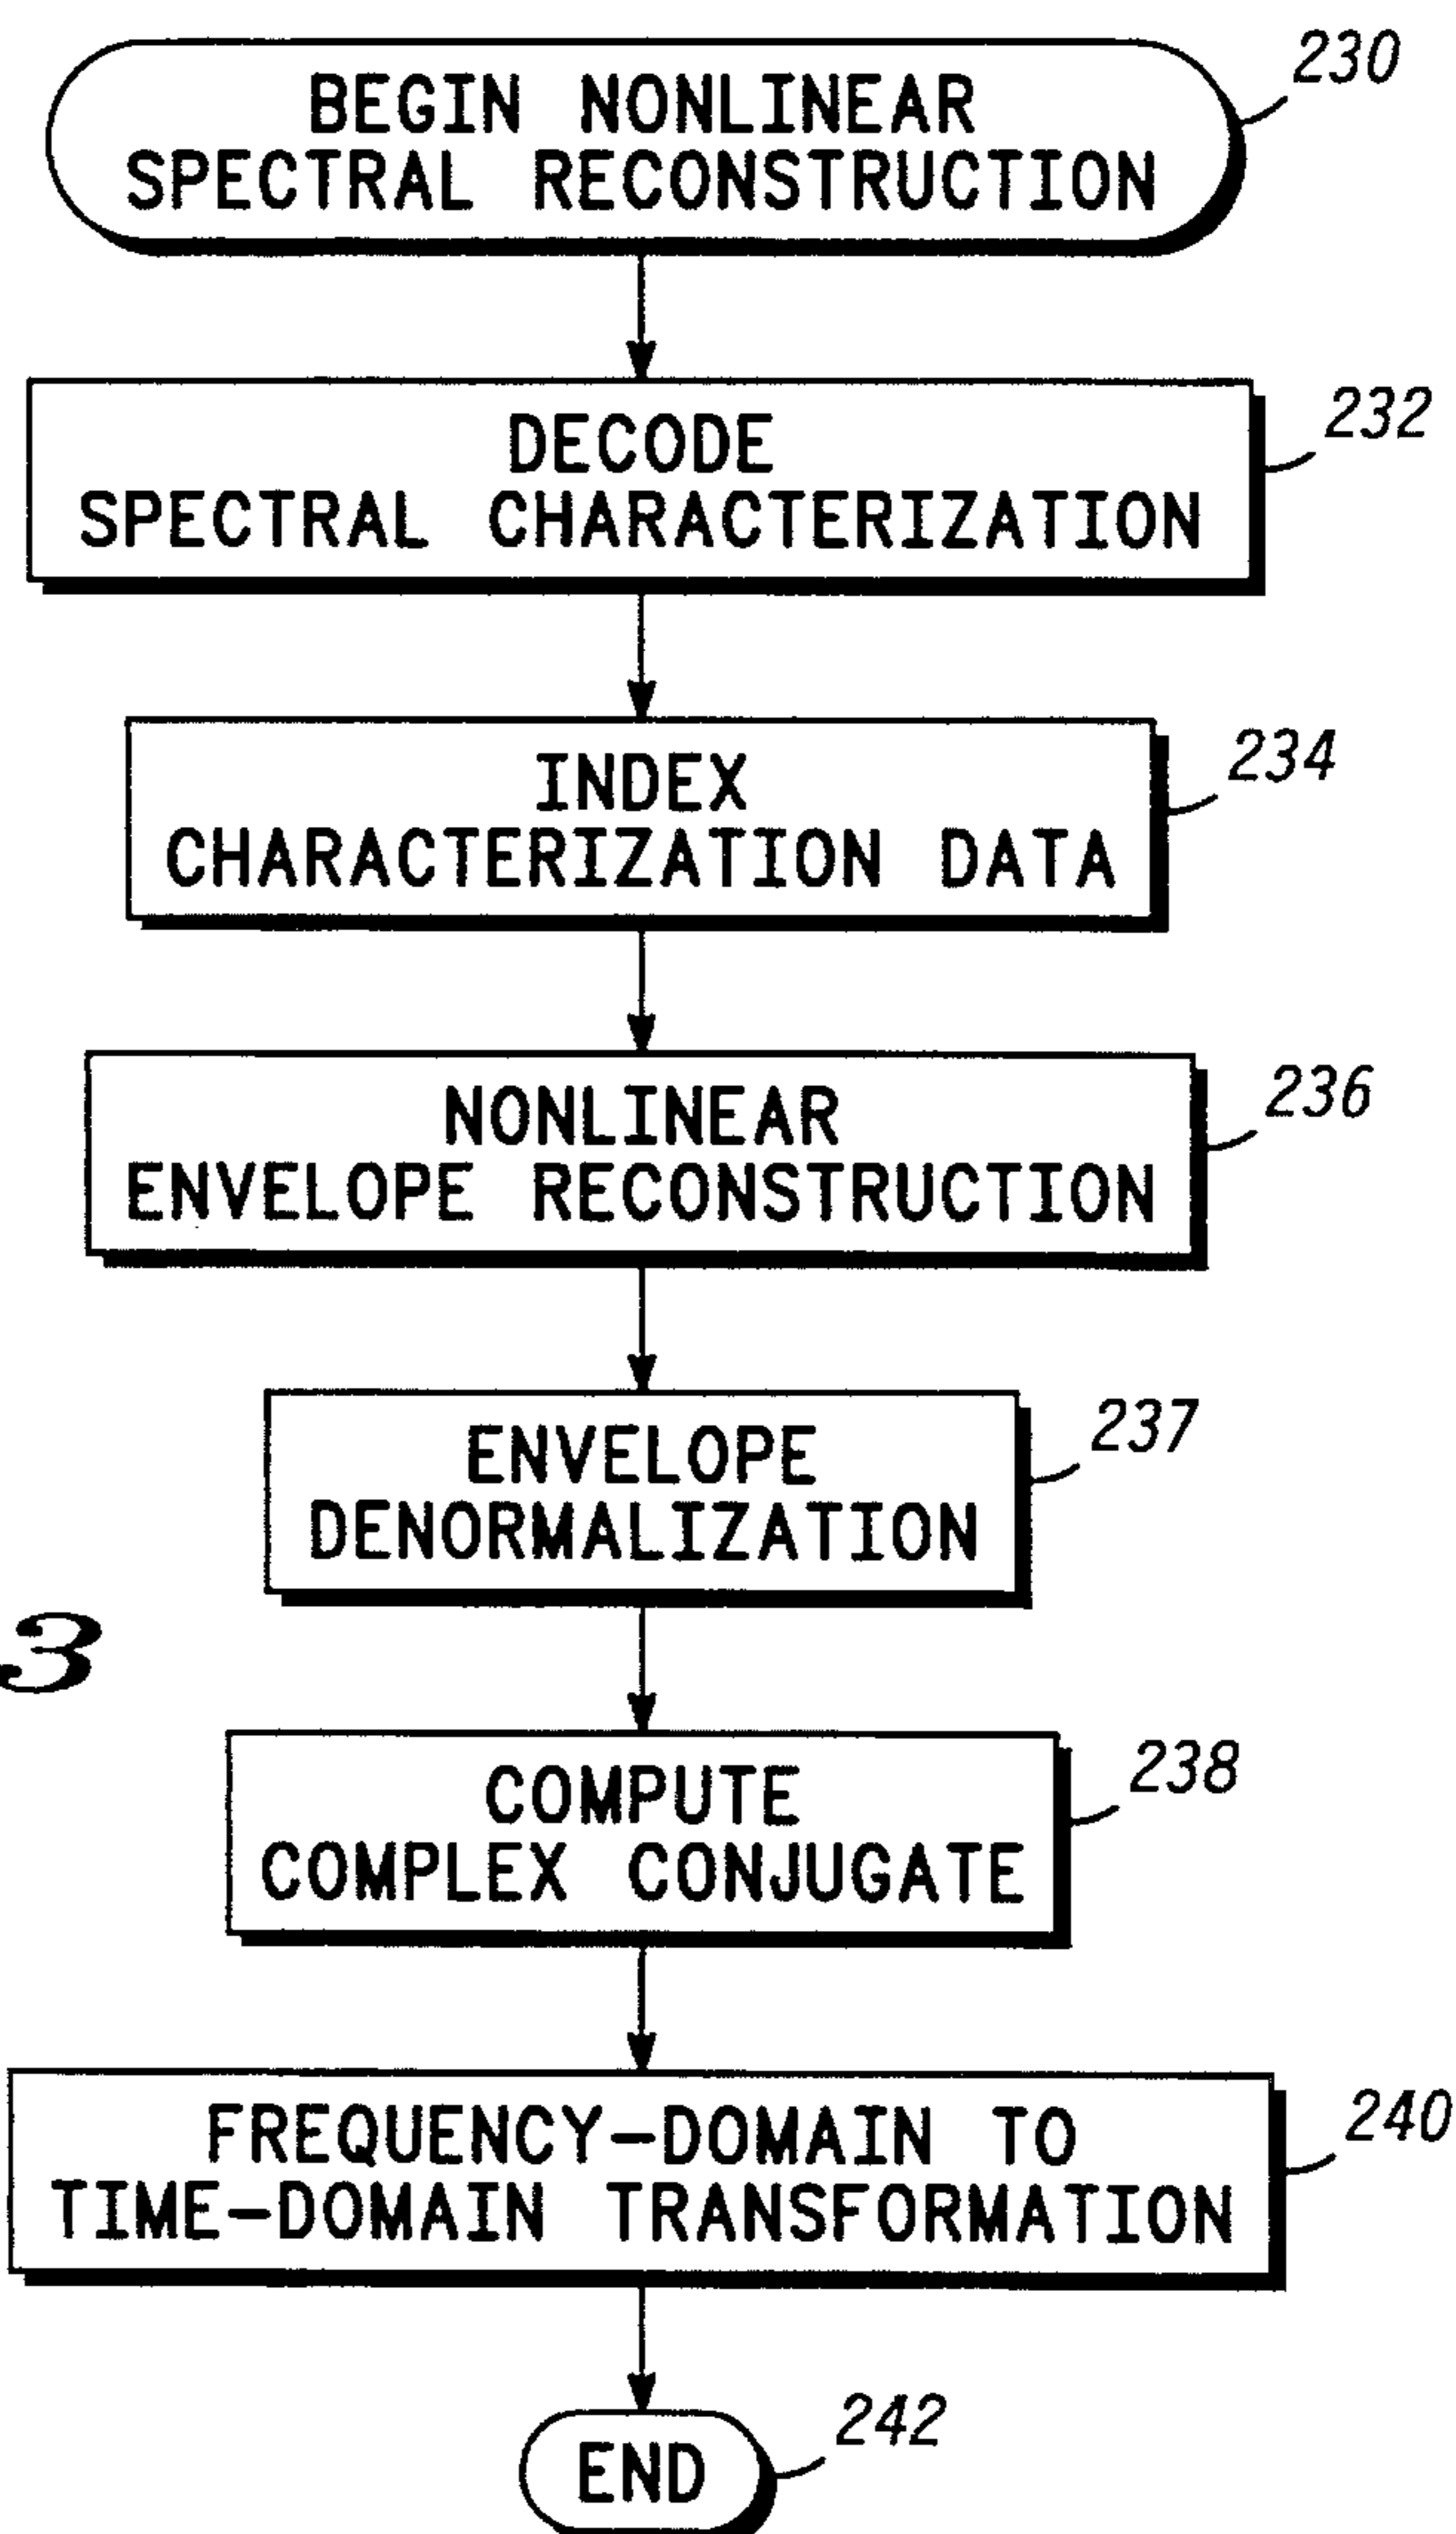 BEGIN NONLINEAR
SPECTRAL RECONSTRUCTION
230
DECODE
SPECTRAL CHARACTERIZATION
232
INDEX
CHARACTERIZATION DATA
234
NONLINEAR
ENVELOPE RECONSTRUCTION
236
ENVELOPE
DENORMALIZATION
237
3
COMPUTE
COMPLEX CONJUGATE
238
FREQUENCY-DOMAIN TO
TIME-DOMAIN TRANSFORMATION
240
END
242